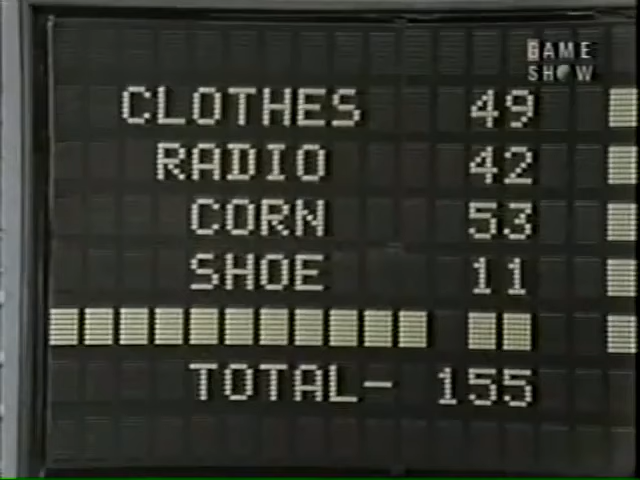 GAME
SHOW
CLOTHES 49
RADIO 42
CORN 53
SHOE 11
TOTAL- 155